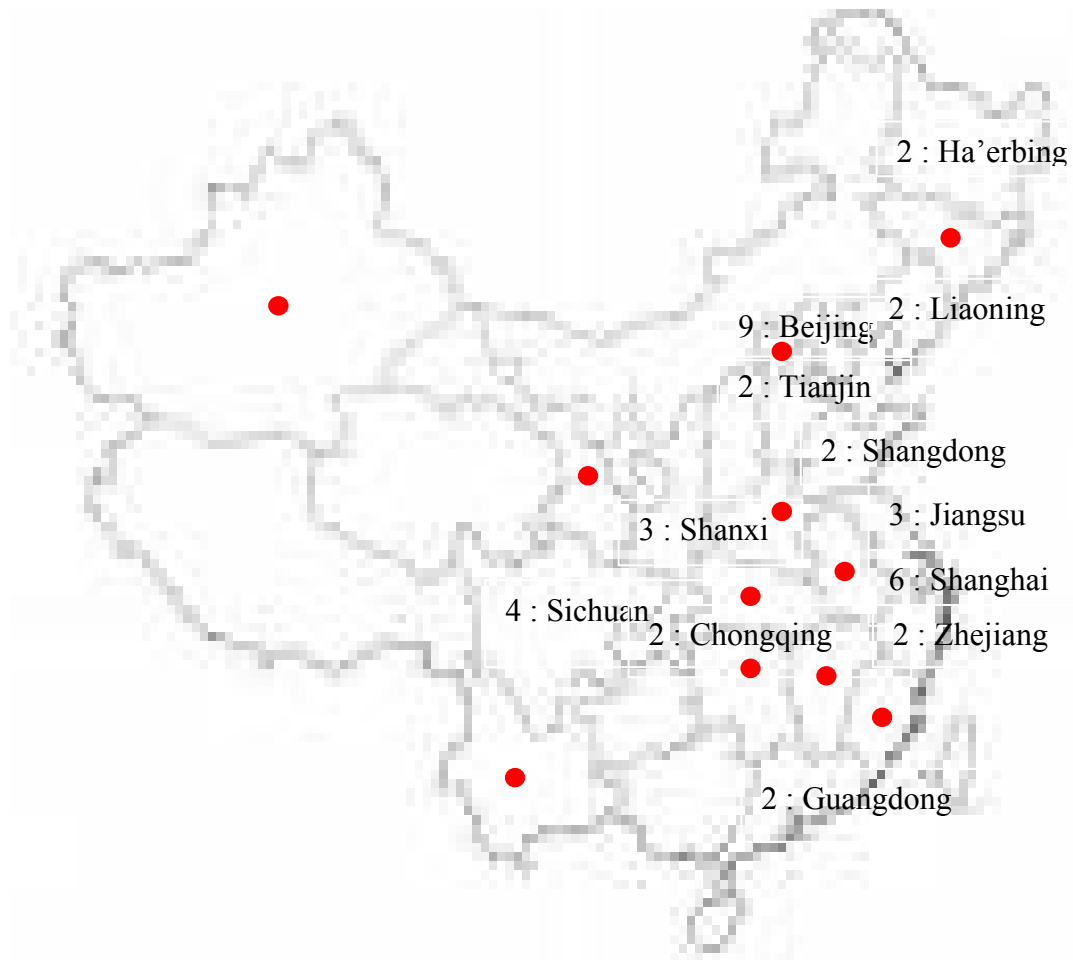 2 : Ha’erbing
2 : Liaoning
9 : Beijing
2 : Tianjin
2 : Shangdong
3 : Jiangsu
3 : Shanxi
6 : Shanghai
4 : Sichuan
2 : Chongqing
2 : Zhejiang
2 : Guangdong